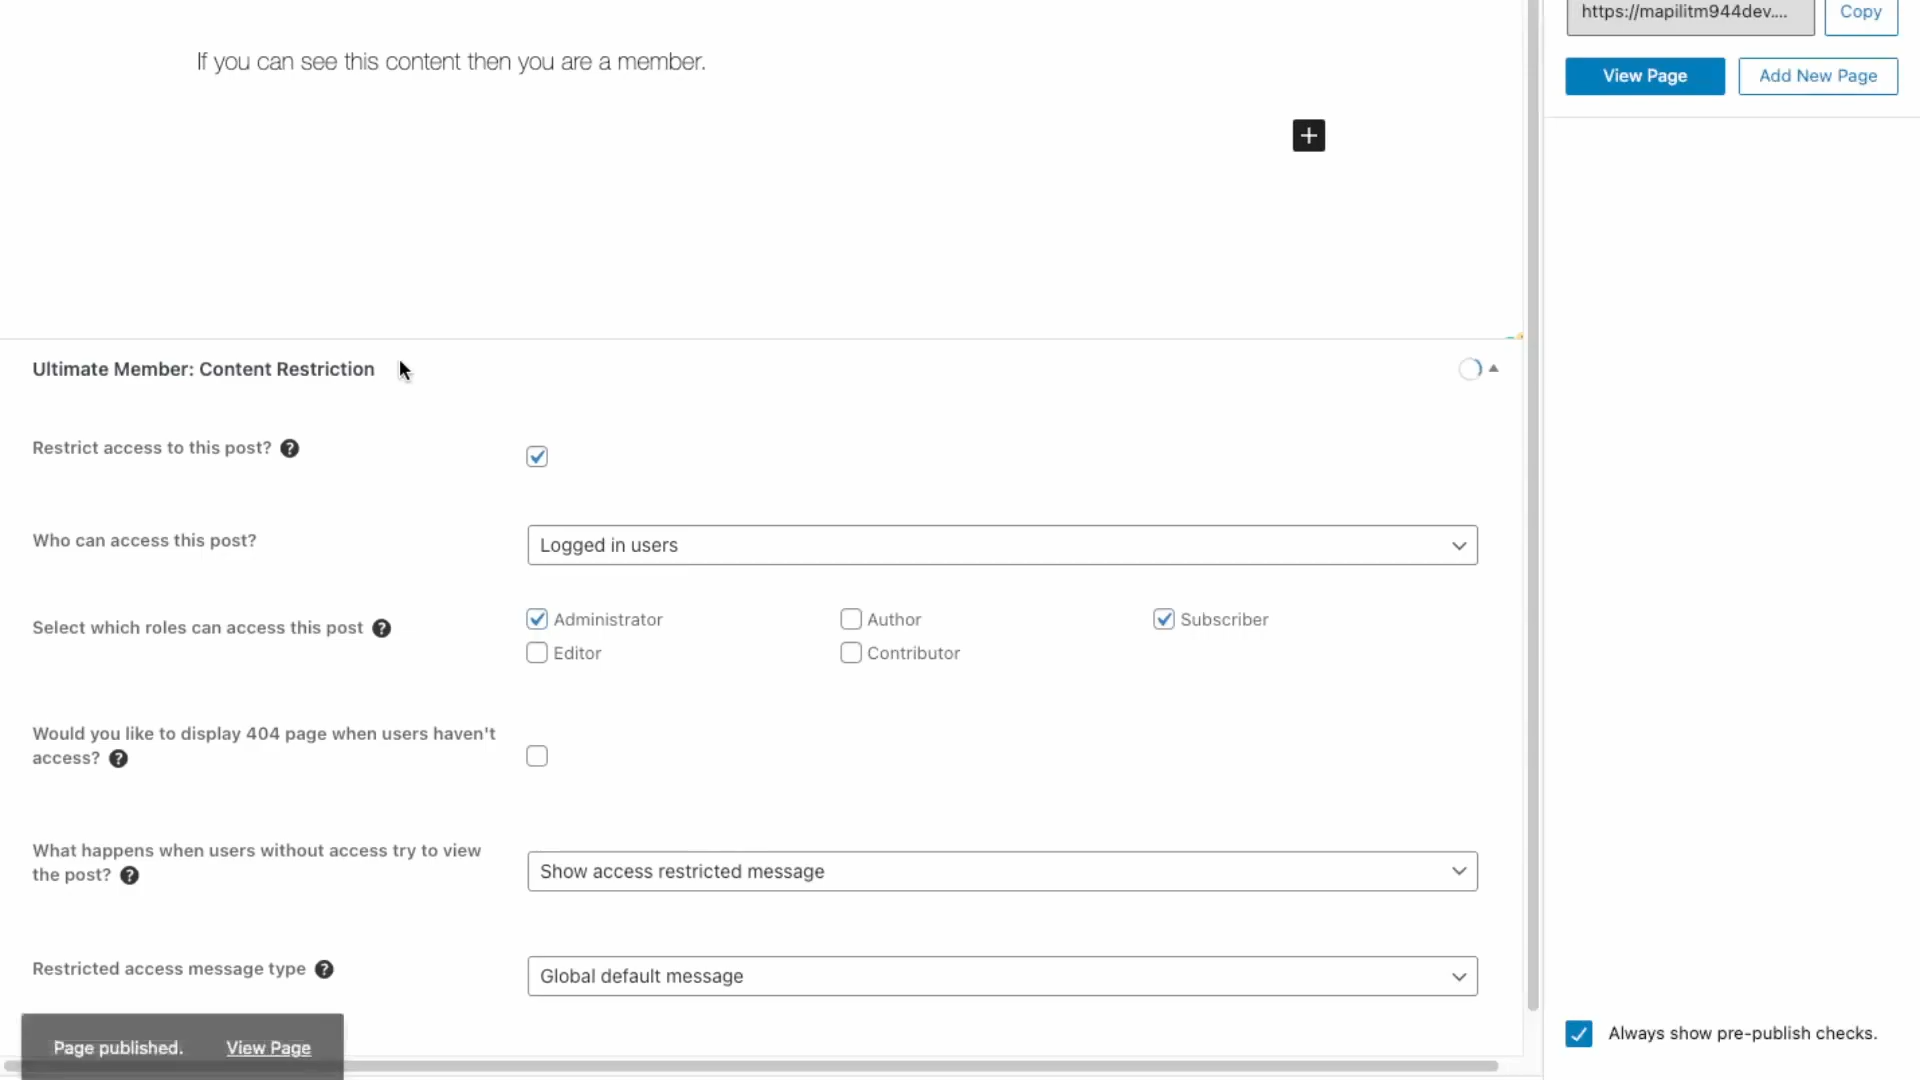 https://mapilitm944dev....
Copy
If you can see this content then you are a member.
View Page
Add New Page
Ultimate Member: Content Restriction
Restrict access to this post?
Who can access this post?
Logged in users
Select which roles can access this post
Administrator
Author
Subscriber
Editor
Contributor
Would you like to display 404 page when users haven't
access?
What happens when users without access try to view
the post?
Show access restricted message
Restricted access message type
Global default message
Page published.
View Page
Always show pre-publish checks.